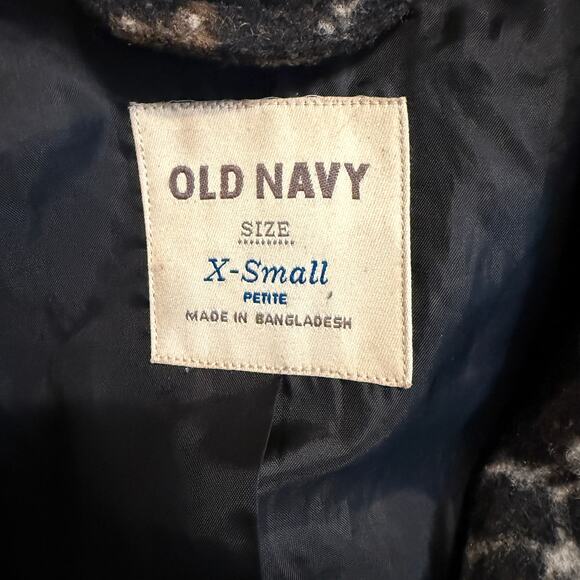 OLD NAVY
SIZE
X-Small
PETITE
MADE IN BANGLADESH